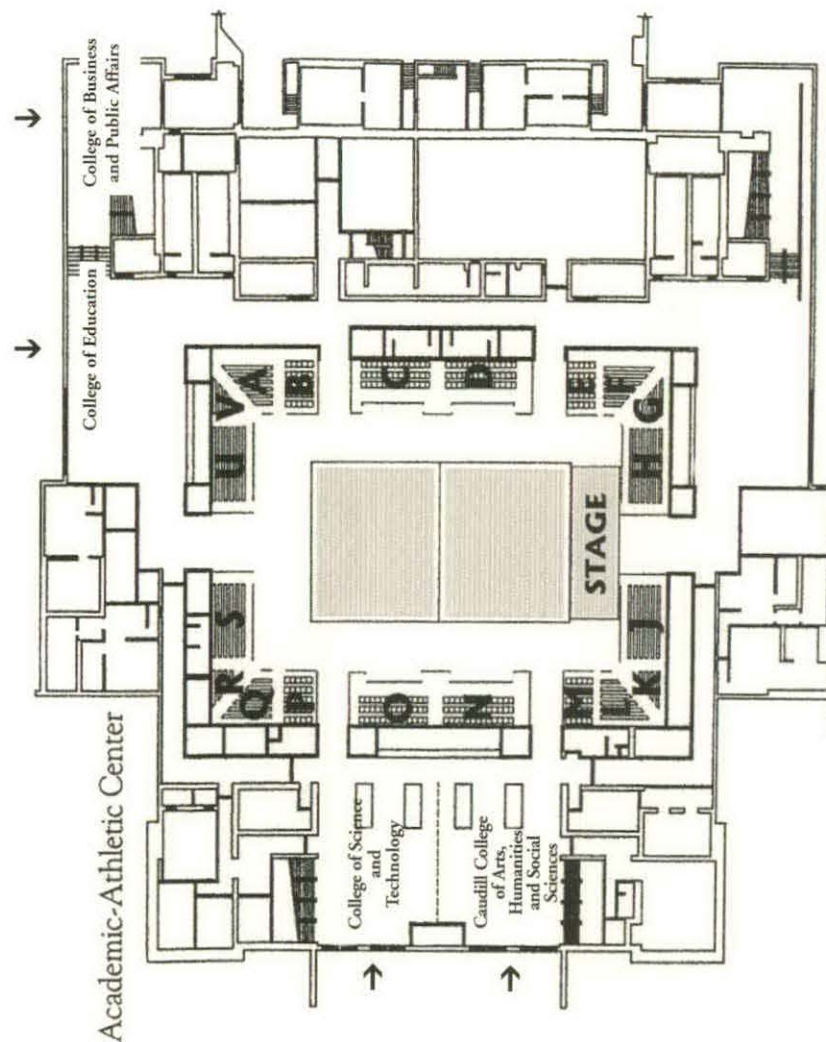 Academic-Athletic Center
College of Education
College of Business
and Public Affairs
College of Science
and
Technology
Caudill College
of Arts,
Humanities
and Social
Sciences
STAGE
A
B
C
D
E
F
G
H
J
K
L
M
N
O
P
Q
R
S
U
V